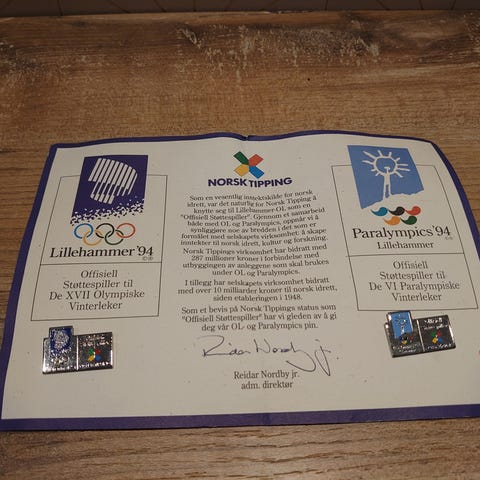 Lillehammer '94
Offisiell
Støttespiller til
De XVII Olympiske
Vinterleker
NORSK TIPPING
Som en vesentlig inntektskilde for norsk
idrett, var det naturlig for Norsk Tipping å
knytte seg til Lillehammer-OL som en
"Offisiell Støttespiller". Gjennom et samarbeid
både med OL og Paralympics, oppnår vi å
synliggjøre noe av bredden i det som er
formålet med selskapets virksomhet: å skape
inntekter til norsk idrett, kultur og forskning.
Norsk Tippings virksomhet har bidratt med
287 millioner kroner i forbindelse med
utbyggingen av anleggene som skal brukes
under OL og Paralympics.
I tillegg har selskapets virksomhet bidratt
med over 10 milliarder kroner til norsk idrett,
siden etableringen i 1948.
Som et bevis på Norsk Tippings status som
"Offisiell Støttespiller" har vi gleden av å gi
deg vår OL- og Paralympics pin.
Reidar Nordby jr.
Reidar Nordby jr.
adm. direktør
Paralympics '94
Lillehammer
Offisiell
Støttespiller til
De VI Paralympiske
Vinterleker